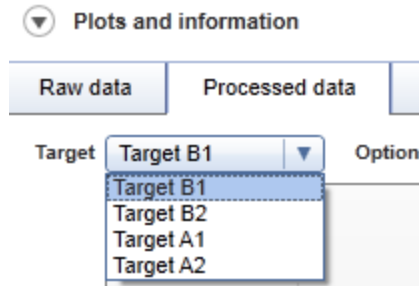 Plots and information
Raw data Processed data
Target Target B1 Option
Target B1
Target B2
Target A1
Target A2